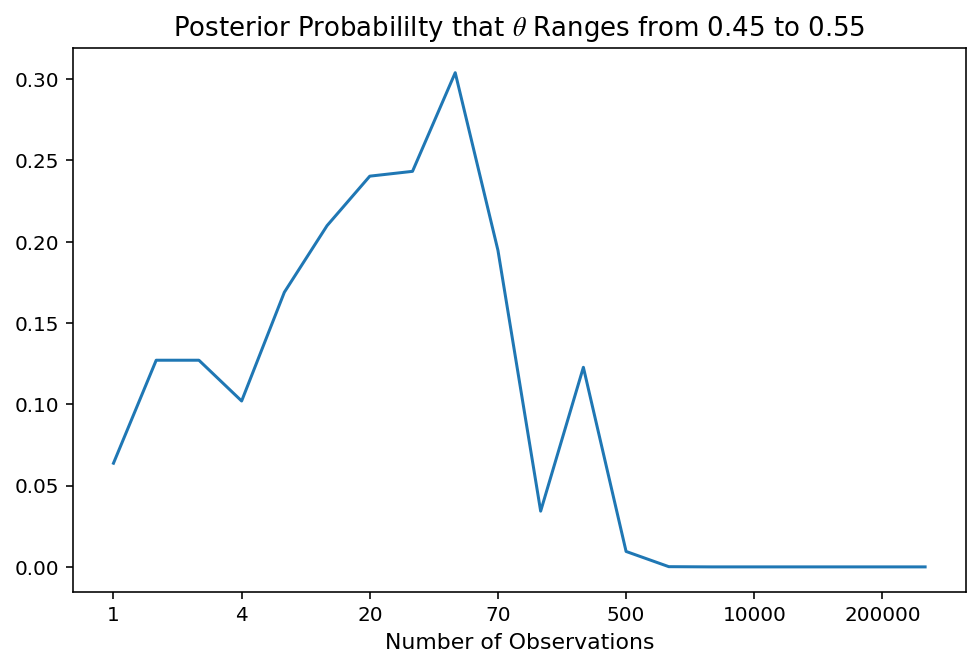 Posterior Probabililty that θ Ranges from 0.45 to 0.55
0.30
0.25
0.20
0.15
0.10
0.05
0.00
1 4 20 70 500 10000 200000
Number of Observations